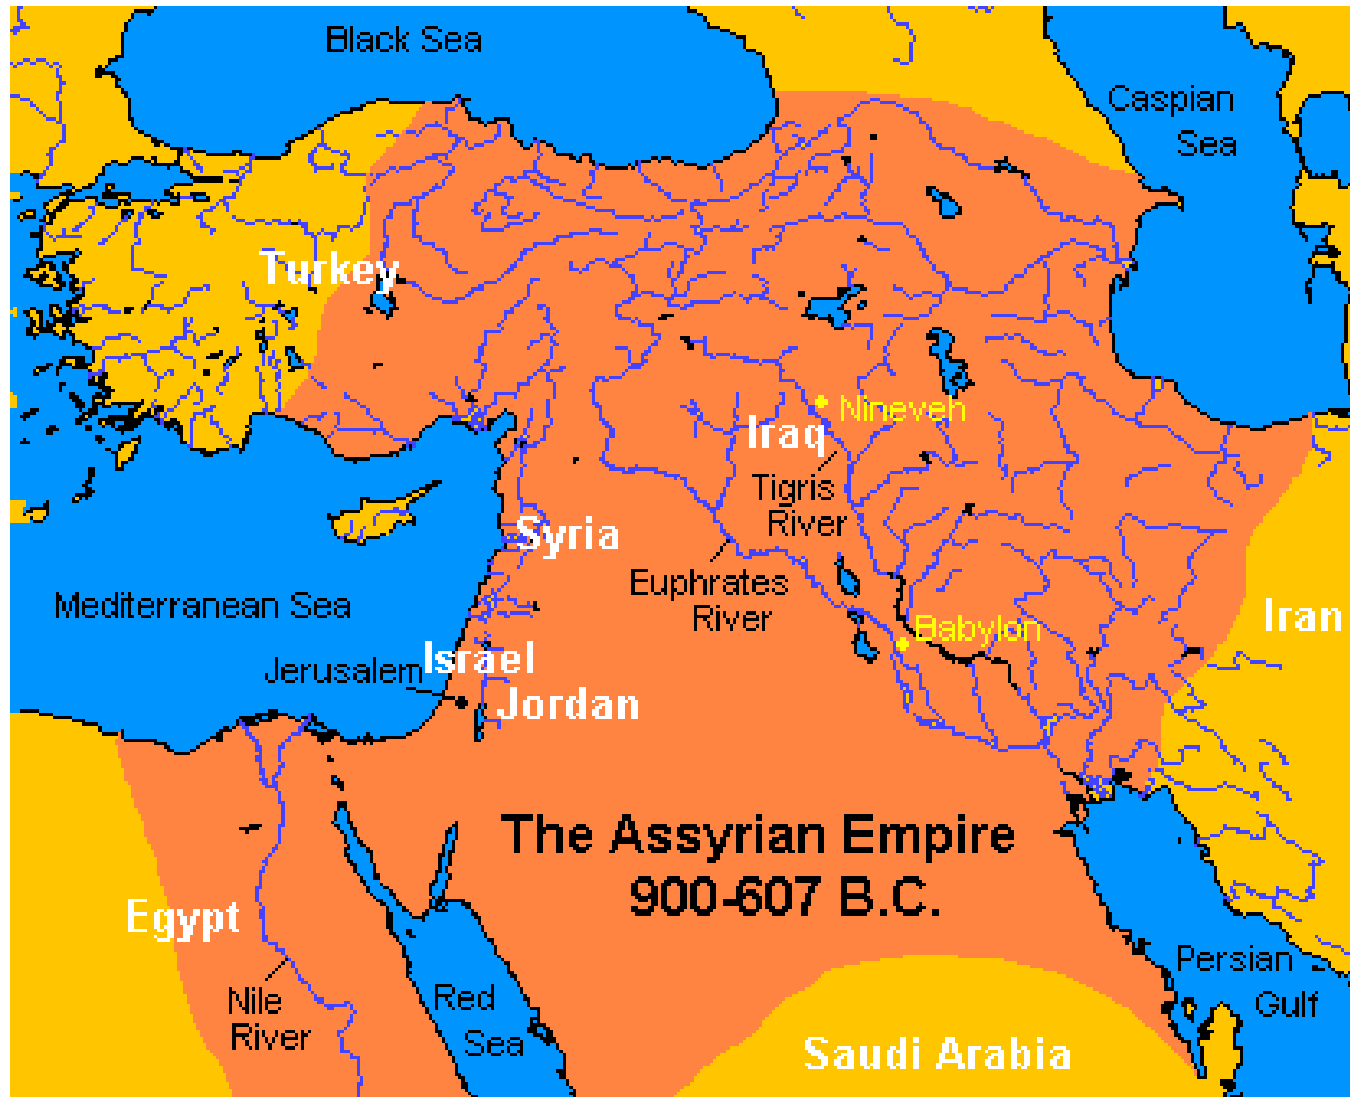 Black Sea
Caspian
Sea
Turkey
Nineveh
Iraq
Tigris
River
Syria
Euphrates
River
Mediterranean Sea
Iran
Babylon
Israel
Jerusalem
Jordan
The Assyrian Empire
900-607 B.C.
Egypt
Persian
Gulf
Nile
River
Red
Sea
Saudi Arabia